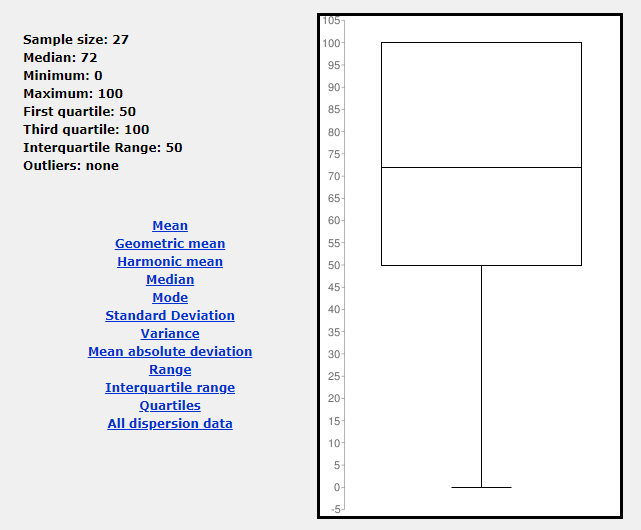 Sample size: 27
Median: 72
Minimum: 0
Maximum: 100
First quartile: 50
Third quartile: 100
Interquartile Range: 50
Outliers: none
Mean
Geometric mean
Harmonic mean
Median
Mode
Standard Deviation
Variance
Mean absolute deviation
Range
Interquartile range
Quartiles
All dispersion data
105
100
95
90
85
80
75
70
65
60
55
50
45
40
35
30
25
20
15
10
5
0
-5